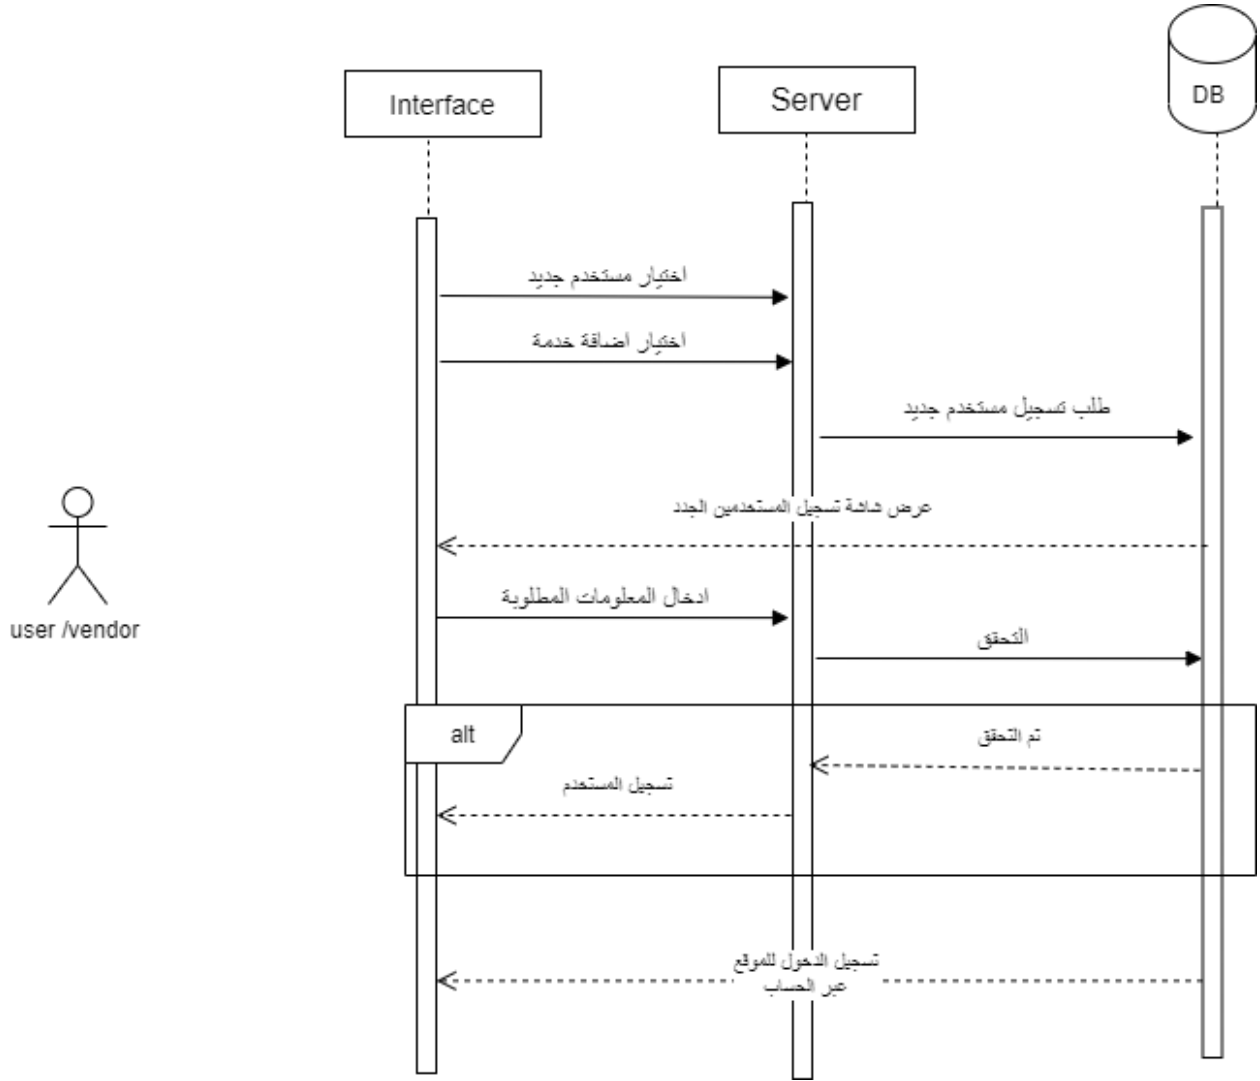 Interface
Server
DB
اختيار مستخدم جديد
اختيار اضافة خدمة
طلب تسجيل مستخدم جديد
عرض شاشة تسجيل المستخدمين الجدد
ادخال المعلومات المطلوبة
user /vendor
التحقق
alt
تم التحقق
تسجيل المستخدم
تسجيل الدخول للموقع
عبر الحساب